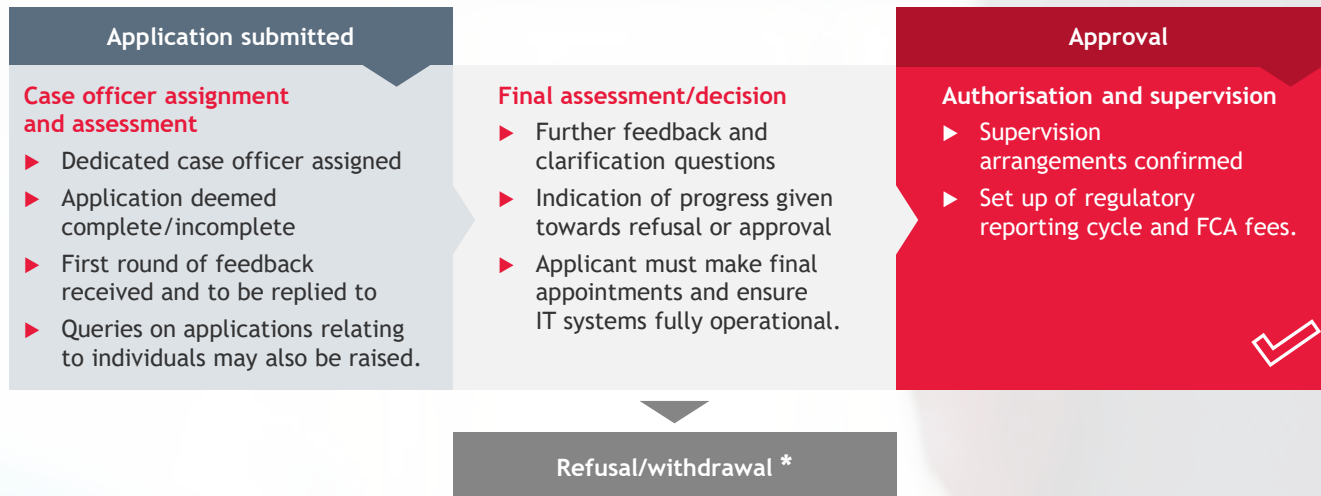 Application submitted
Case officer assignment
and assessment
Dedicated case officer assigned
Application deemed
complete/incomplete
First round of feedback
received and to be replied to
Queries on applications relating
to individuals may also be raised.
Final assessment/decision
Further feedback and
clarification questions
Indication of progress given
towards refusal or approval
Applicant must make final
appointments and ensure
IT systems fully operational.
Approval
Authorisation and supervision
Supervision
arrangements confirmed
Set up of regulatory
reporting cycle and FCA fees.
Refusal/withdrawal *